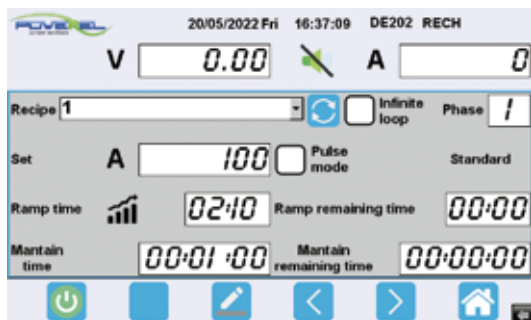 POVEREL
20/05/2022 Fri 16:37:09 DE202 RECH
V 0.00 A 0
Recipe 1 Infinite loop Phase 1
Set A 100 Pulse mode Standard
Ramp time 02:10 Ramp remaining time 00:00
Mantain time 00:01:00 Mantain remaining time 00:00:00